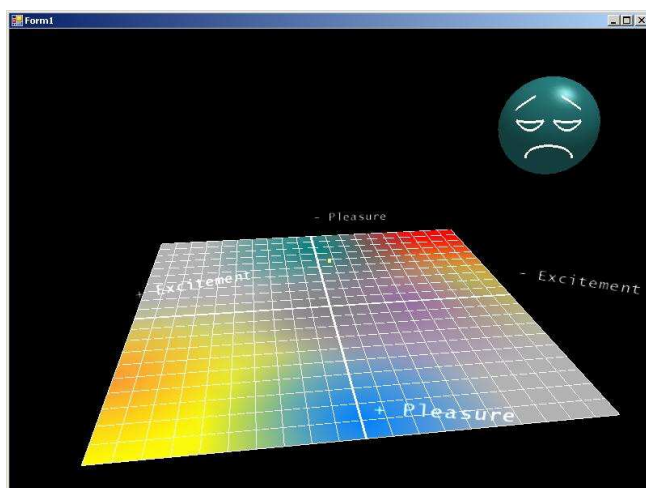 Form1
- Pleasure
+ Excitement
- Excitement
+ Pleasure